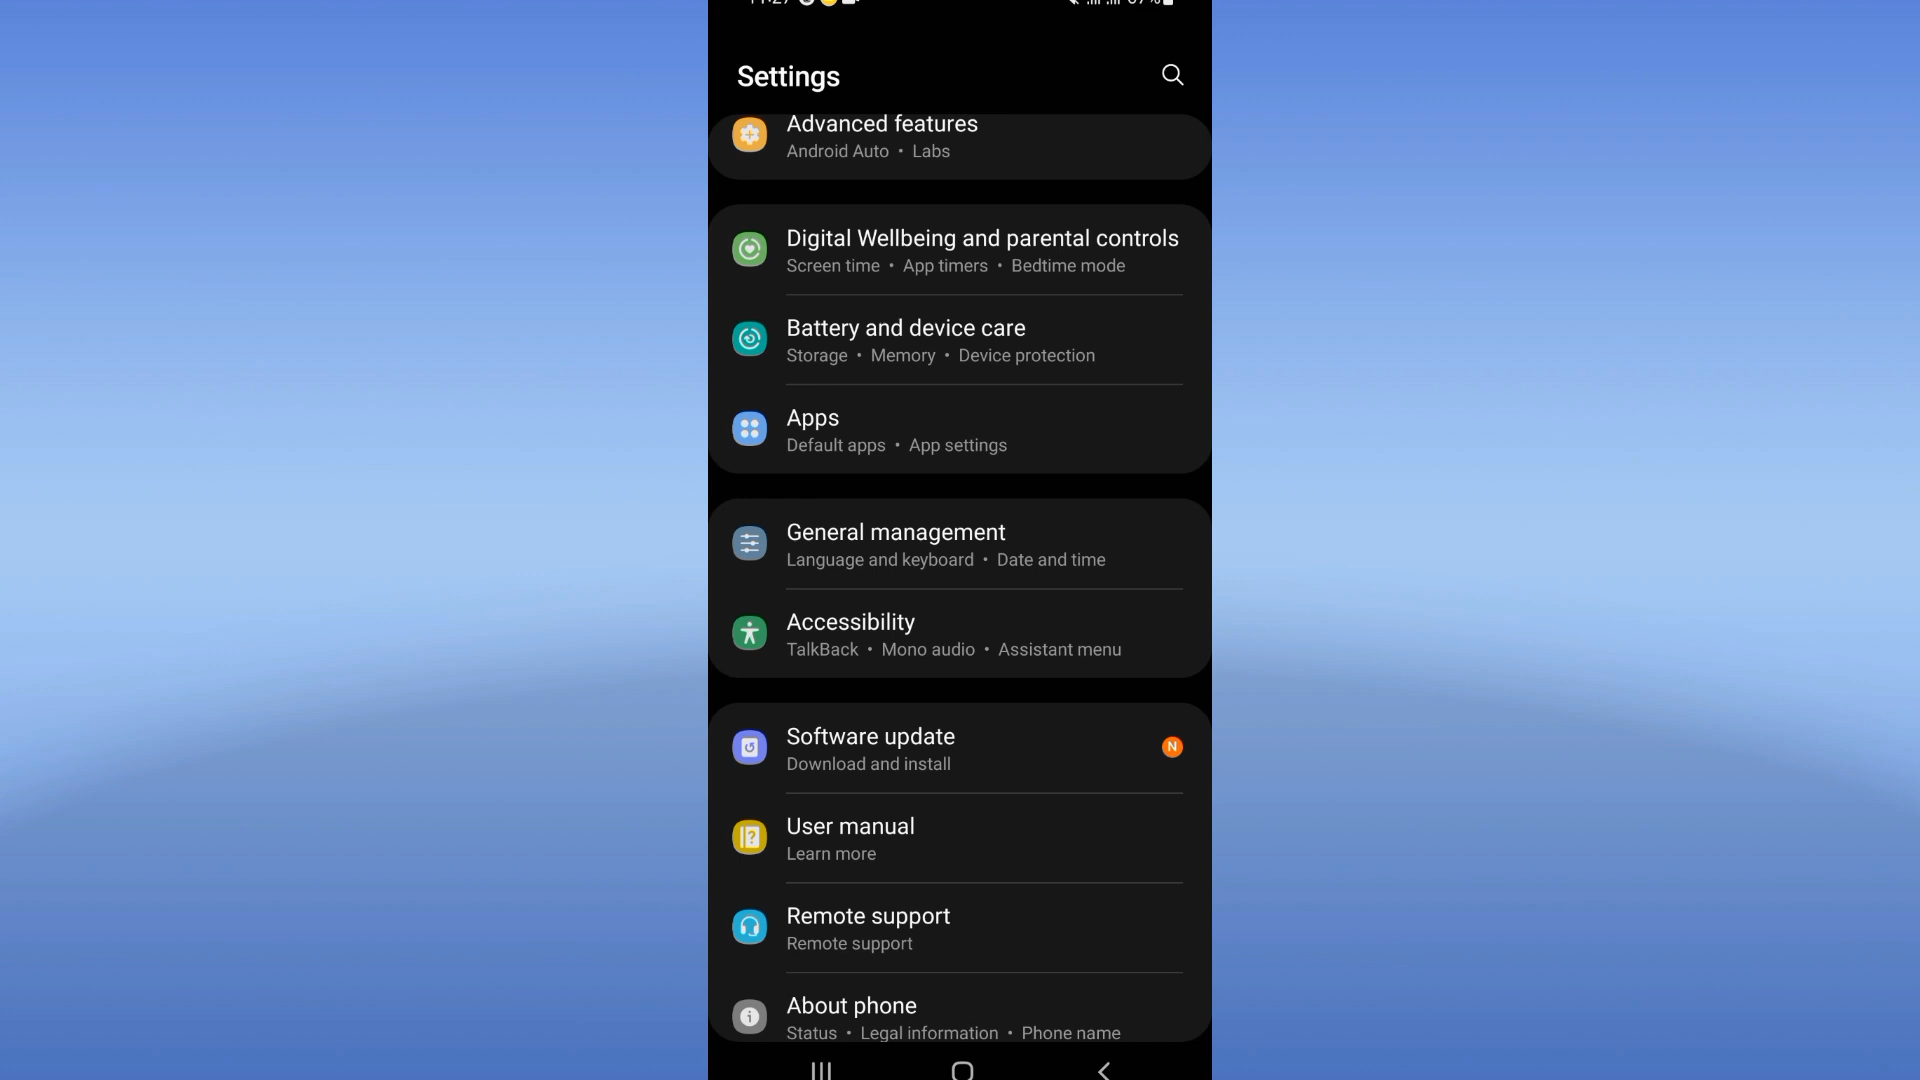 Settings
Advanced features
Android Auto • Labs
Digital Wellbeing and parental controls
Screen time • App timers • Bedtime mode
Battery and device care
Storage • Memory • Device protection
Apps
Default apps • App settings
General management
Language and keyboard • Date and time
Accessibility
TalkBack • Mono audio • Assistant menu
Software update
N
Download and install
User manual
Learn more
Remote support
Remote support
About phone
Status • Legal information • Phone name